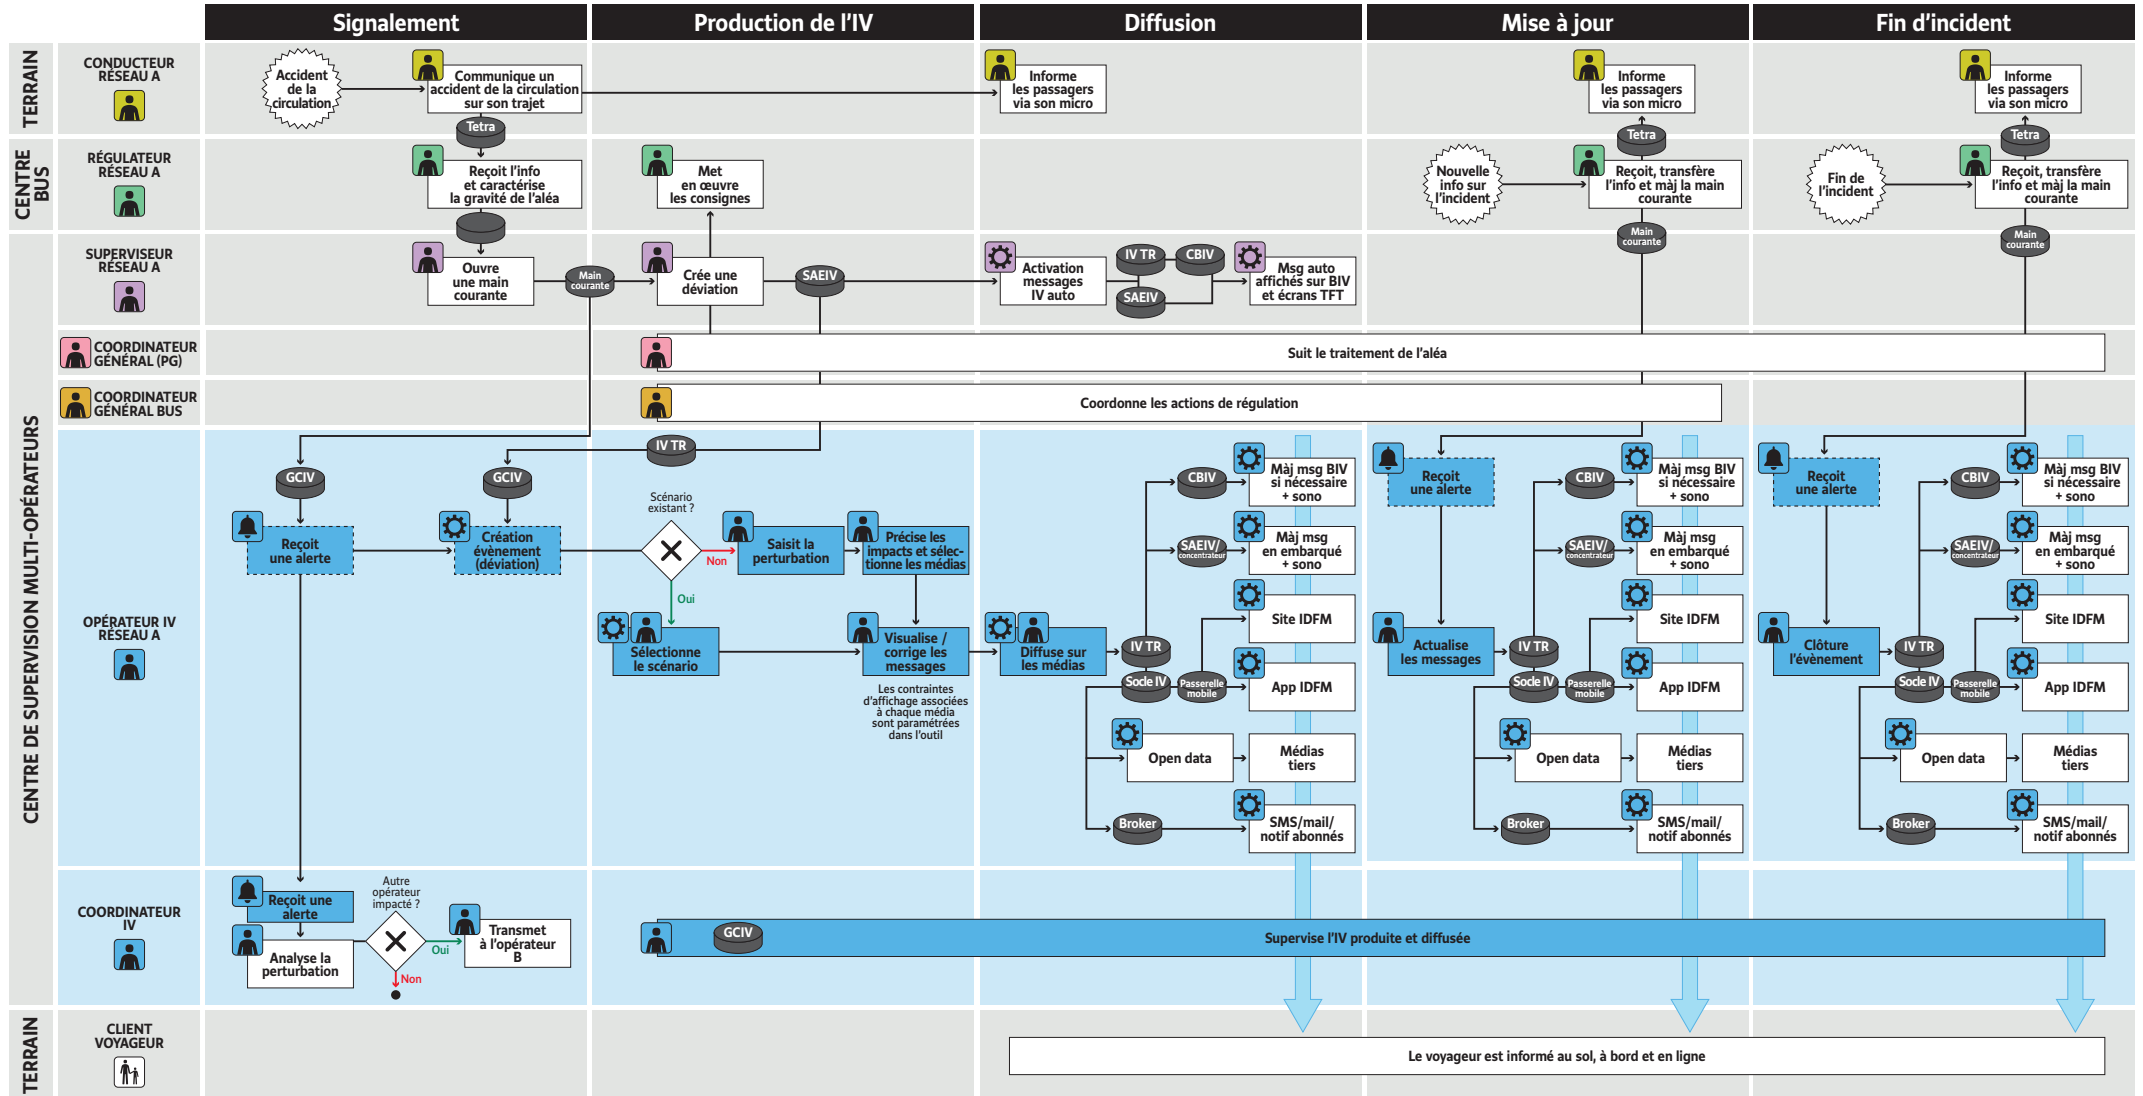 Signalement
Production de l'IV
Diffusion
Mise à jour
Fin d'incident
TERRAIN
CONDUCTEUR
RÉSEAU A
Accident
de la
circulation
Communique un
accident de la circulation
sur son trajet
Tetra
Informe
les passagers
via son micro
Informe
les passagers
via son micro
Tetra
Informe
les passagers
via son micro
Tetra
CENTRE
BUS
RÉGULATEUR
RÉSEAU A
Reçoit l'info
et caractérise
la gravité de l'aléa
Met
en œuvre
les consignes
Nouvelle
info sur
l'incident
Reçoit, transfère
l'info et màj la main
courante
Main
courante
Fin de
l'incident
Reçoit, transfère
l'info et màj la main
courante
Main
courante
CENTRE DE SUPERVISION MULTI-OPÉRATEURS
SUPERVISEUR
RÉSEAU A
Ouvre
une main
courante
Main
courante
Crée une
déviation
SAEIV
Activation
messages
IV auto
IV TR
CBIV
SAEIV
Msg auto
affichés sur BIV
et écrans TFT
COORDINATEUR
GÉNÉRAL (PG)
Suit le traitement de l'aléa
COORDINATEUR
GÉNÉRAL BUS
Coordonne les actions de régulation
OPÉRATEUR IV
RÉSEAU A
GCIV
GCIV
IV TR
Reçoit
une alerte
Création
évènement
(déviation)
Scénario
existant ?
Non
Oui
Saisit la
perturbation
Précise les
impacts et sélec-
tionne les médias
Sélectionne
le scénario
Visualise /
corrige les
messages
Les contraintes
d'affichage associées
à chaque média
sont paramétrées
dans l'outil
Diffuse sur
les médias
IV TR
Socle IV
Passerelle
mobile
CBIV
SAEIV/
concentrateur
Broker
Màj msg BIV
si nécessaire
+ sono
Màj msg
en embarqué
+ sono
Site IDFM
App IDFM
Open data
Médias
tiers
SMS/mail/
notif abonnés
Reçoit
une alerte
Actualise
les messages
IV TR
Socle IV
Passerelle
mobile
CBIV
SAEIV/
concentrateur
Broker
Màj msg BIV
si nécessaire
+ sono
Màj msg
en embarqué
+ sono
Site IDFM
App IDFM
Open data
Médias
tiers
SMS/mail/
notif abonnés
Reçoit
une alerte
Clôture
l'évènement
IV TR
Socle IV
Passerelle
mobile
CBIV
SAEIV/
concentrateur
Broker
Màj msg BIV
si nécessaire
+ sono
Màj msg
en embarqué
+ sono
Site IDFM
App IDFM
Open data
Médias
tiers
SMS/mail/
notif abonnés
COORDINATEUR
IV
Reçoit une
alerte
Analyse la
perturbation
Autre
opérateur
impacté ?
Oui
Non
Transmet
à l'opérateur
B
GCIV
Supervise l'IV produite et diffusée
TERRAIN
CLIENT
VOYAGEUR
Le voyageur est informé au sol, à bord et en ligne